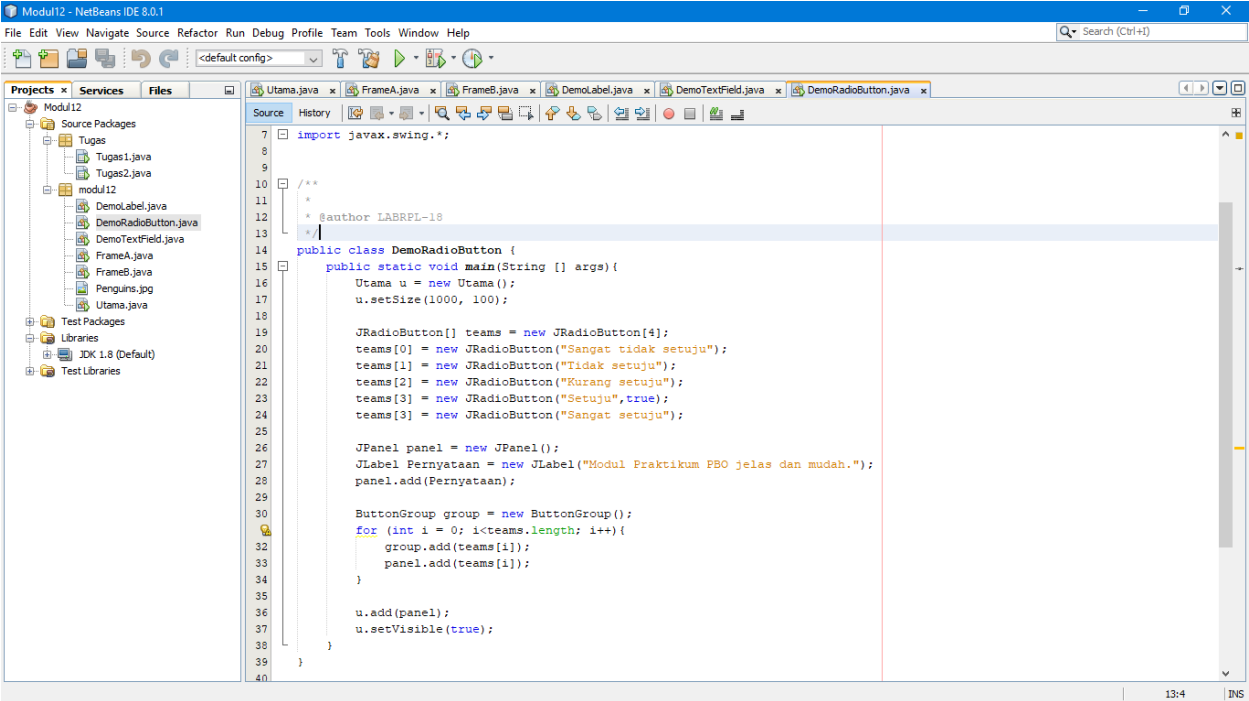 Modul12 - NetBeans IDE 8.0.1
File Edit View Navigate Source Refactor Run Debug Profile Team Tools Window Help
Search (Ctrl+I)
<default config>
Projects Services Files
Utama.java FrameA.java FrameB.java DemoLabel.java DemoTextField.java DemoRadioButton.java
Modul12
Source Packages
Tugas
Tugas1.java
Tugas2.java
modul12
DemoLabel.java
DemoRadioButton.java
DemoTextField.java
FrameA.java
FrameB.java
Penguins.jpg
Utama.java
Test Packages
Libraries
JDK 1.8 (Default)
Test Libraries
Source History
7 import javax.swing.*;
8
9
10 /**
11 *
12 * @author LABRPL-18
13 */
14 public class DemoRadioButton {
15 public static void main(String [] args){
16 Utama u = new Utama();
17 u.setSize(1000, 100);
18
19 JRadioButton[] teams = new JRadioButton[4];
20 teams[0] = new JRadioButton("Sangat tidak setuju");
21 teams[1] = new JRadioButton("Tidak setuju");
22 teams[2] = new JRadioButton("Kurang setuju");
23 teams[3] = new JRadioButton("Setuju",true);
24 teams[3] = new JRadioButton("Sangat setuju");
25
26 JPanel panel = new JPanel();
27 JLabel Pernyataan = new JLabel("Modul Praktikum PBO jelas dan mudah.");
28 panel.add(Pernyataan);
29
30 ButtonGroup group = new ButtonGroup();
for (int i = 0; i<teams.length; i++){
32 group.add(teams[i]);
33 panel.add(teams[i]);
34 }
35
36 u.add(panel);
37 u.setVisible(true);
38 }
39 }
40
13:4 INS